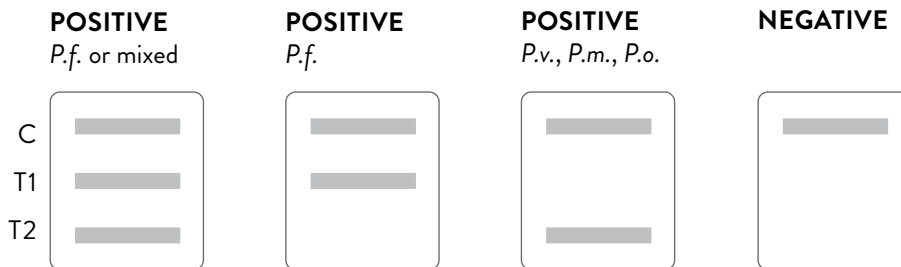 POSITIVE
P.f. or mixed
POSITIVE
P.f.
POSITIVE
P.v., P.m., P.o.
NEGATIVE
C
T1
T2